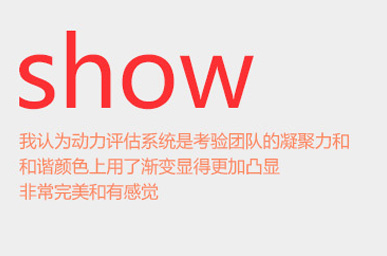 show
我认为动力评估系统是考验团队的凝聚力和
和谐颜色上用了渐变显得更加凸显
非常完美和有感觉